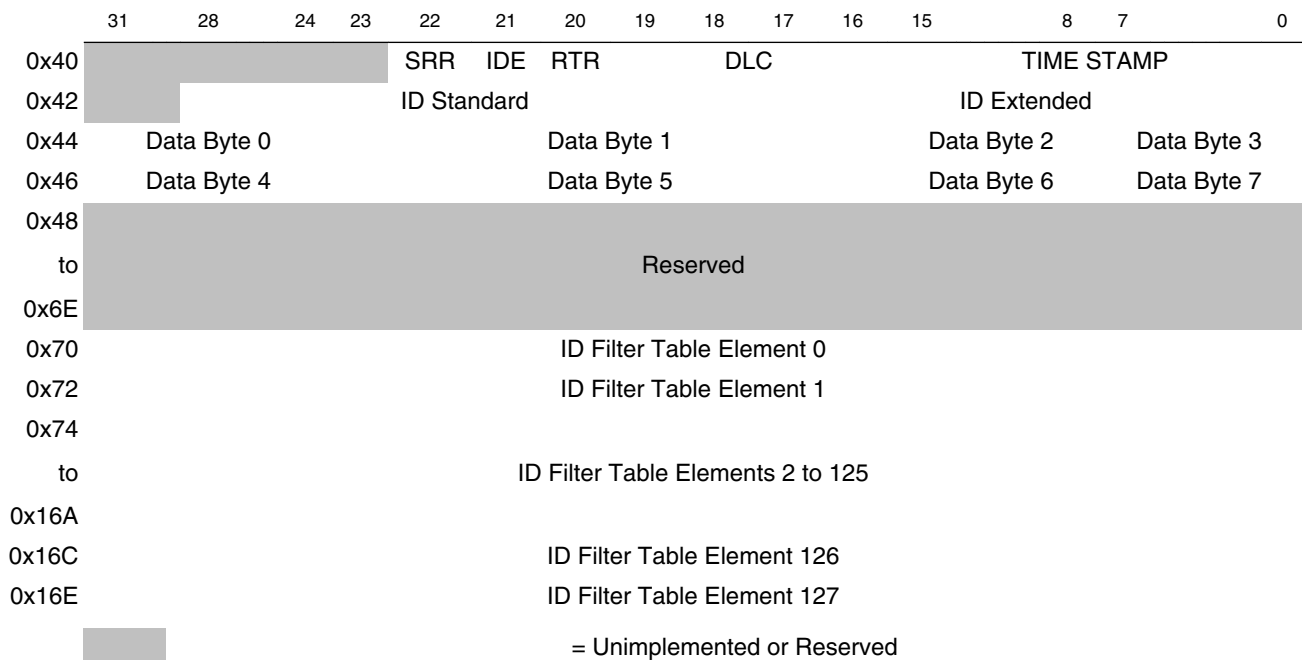 31 28 24 23 22 21 20 19 18 17 16 15 8 7 0
0x40 SRR IDE RTR DLC TIME STAMP
0x42 ID Standard ID Extended
0x44 Data Byte 0 Data Byte 1 Data Byte 2 Data Byte 3
0x46 Data Byte 4 Data Byte 5 Data Byte 6 Data Byte 7
0x48
to Reserved
0x6E
0x70 ID Filter Table Element 0
0x72 ID Filter Table Element 1
0x74
to ID Filter Table Elements 2 to 125
0x16A
0x16C ID Filter Table Element 126
0x16E ID Filter Table Element 127
= Unimplemented or Reserved